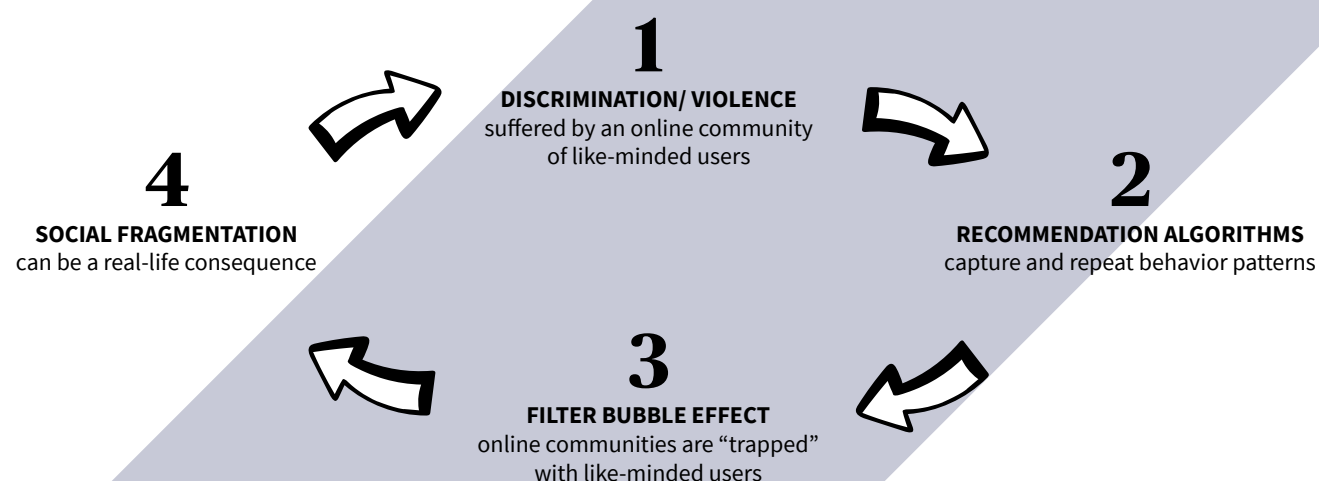 1
DISCRIMINATION/ VIOLENCE
suffered by an online community
of like-minded users
2
RECOMMENDATION ALGORITHMS
capture and repeat behavior patterns
3
FILTER BUBBLE EFFECT
online communities are “trapped”
with like-minded users
4
SOCIAL FRAGMENTATION
can be a real-life consequence